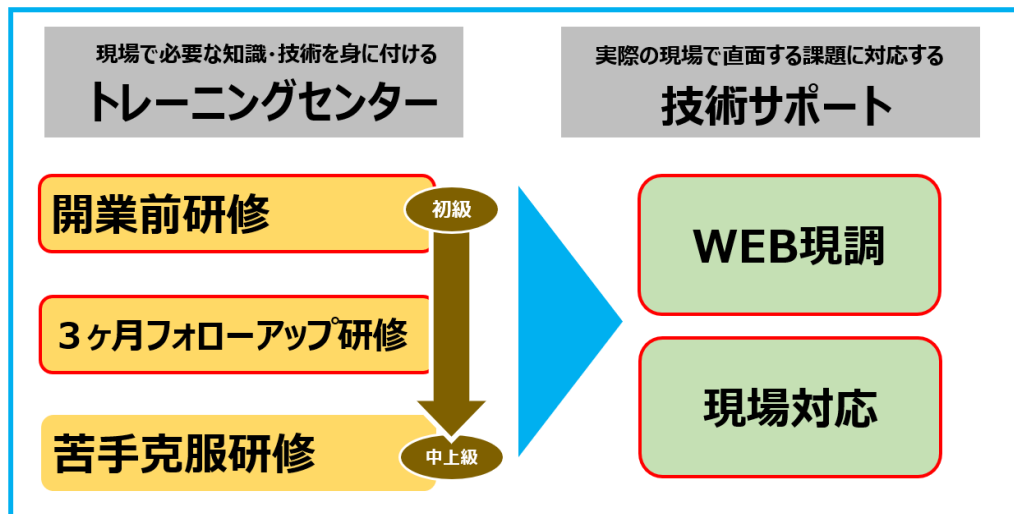 現場で必要な知識・技術を身に付ける
トレーニングセンター
開業前研修
初級
３ヶ月フォローアップ研修
苦手克服研修
中上級
実際の現場で直面する課題に対応する
技術サポート
WEB現調
現場対応